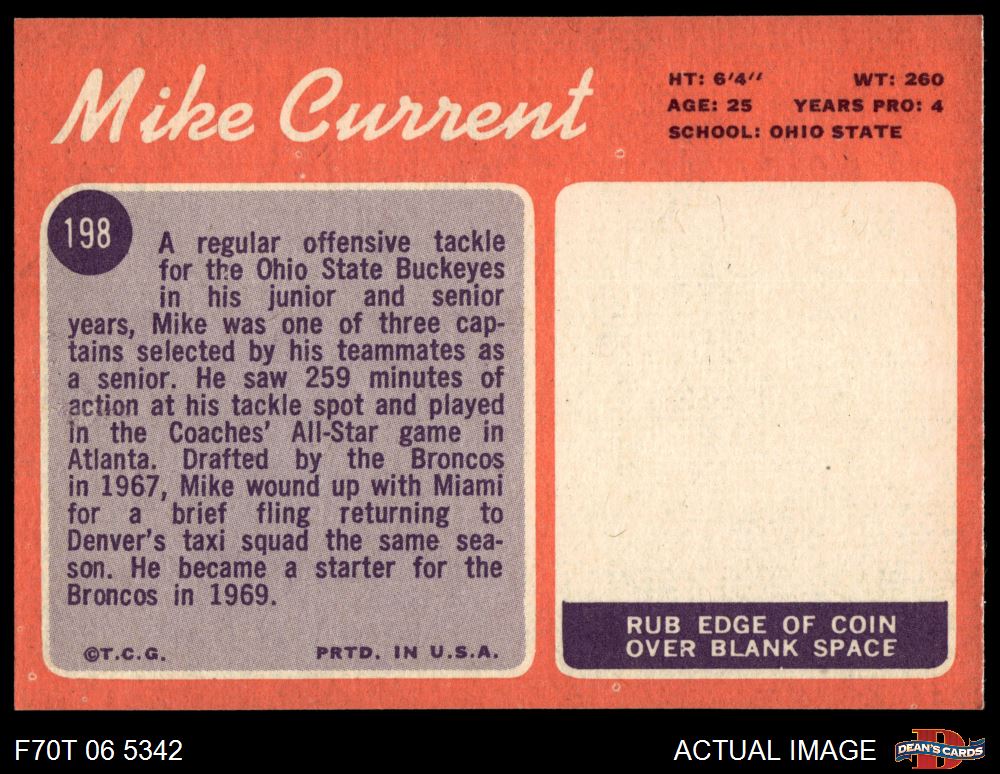 Mike Current
HT: 6'4" WT: 260
AGE: 25 YEARS PRO: 4
SCHOOL: OHIO STATE
198
A regular offensive tackle
for the Ohio State Buckeyes
in his junior and senior
years, Mike was one of three cap-
tains selected by his teammates as
a senior. He saw 259 minutes of
action at his tackle spot and played
in the Coaches' All-Star game in
Atlanta. Drafted by the Broncos
in 1967, Mike wound up with Miami
for a brief fling returning to
Denver's taxi squad the same sea-
son. He became a starter for the
Broncos in 1969.
©T.C.G. PRTD. IN U.S.A.
RUB EDGE OF COIN
OVER BLANK SPACE
F70T 06 5342
ACTUAL IMAGE
D
DEAN'S CARDS